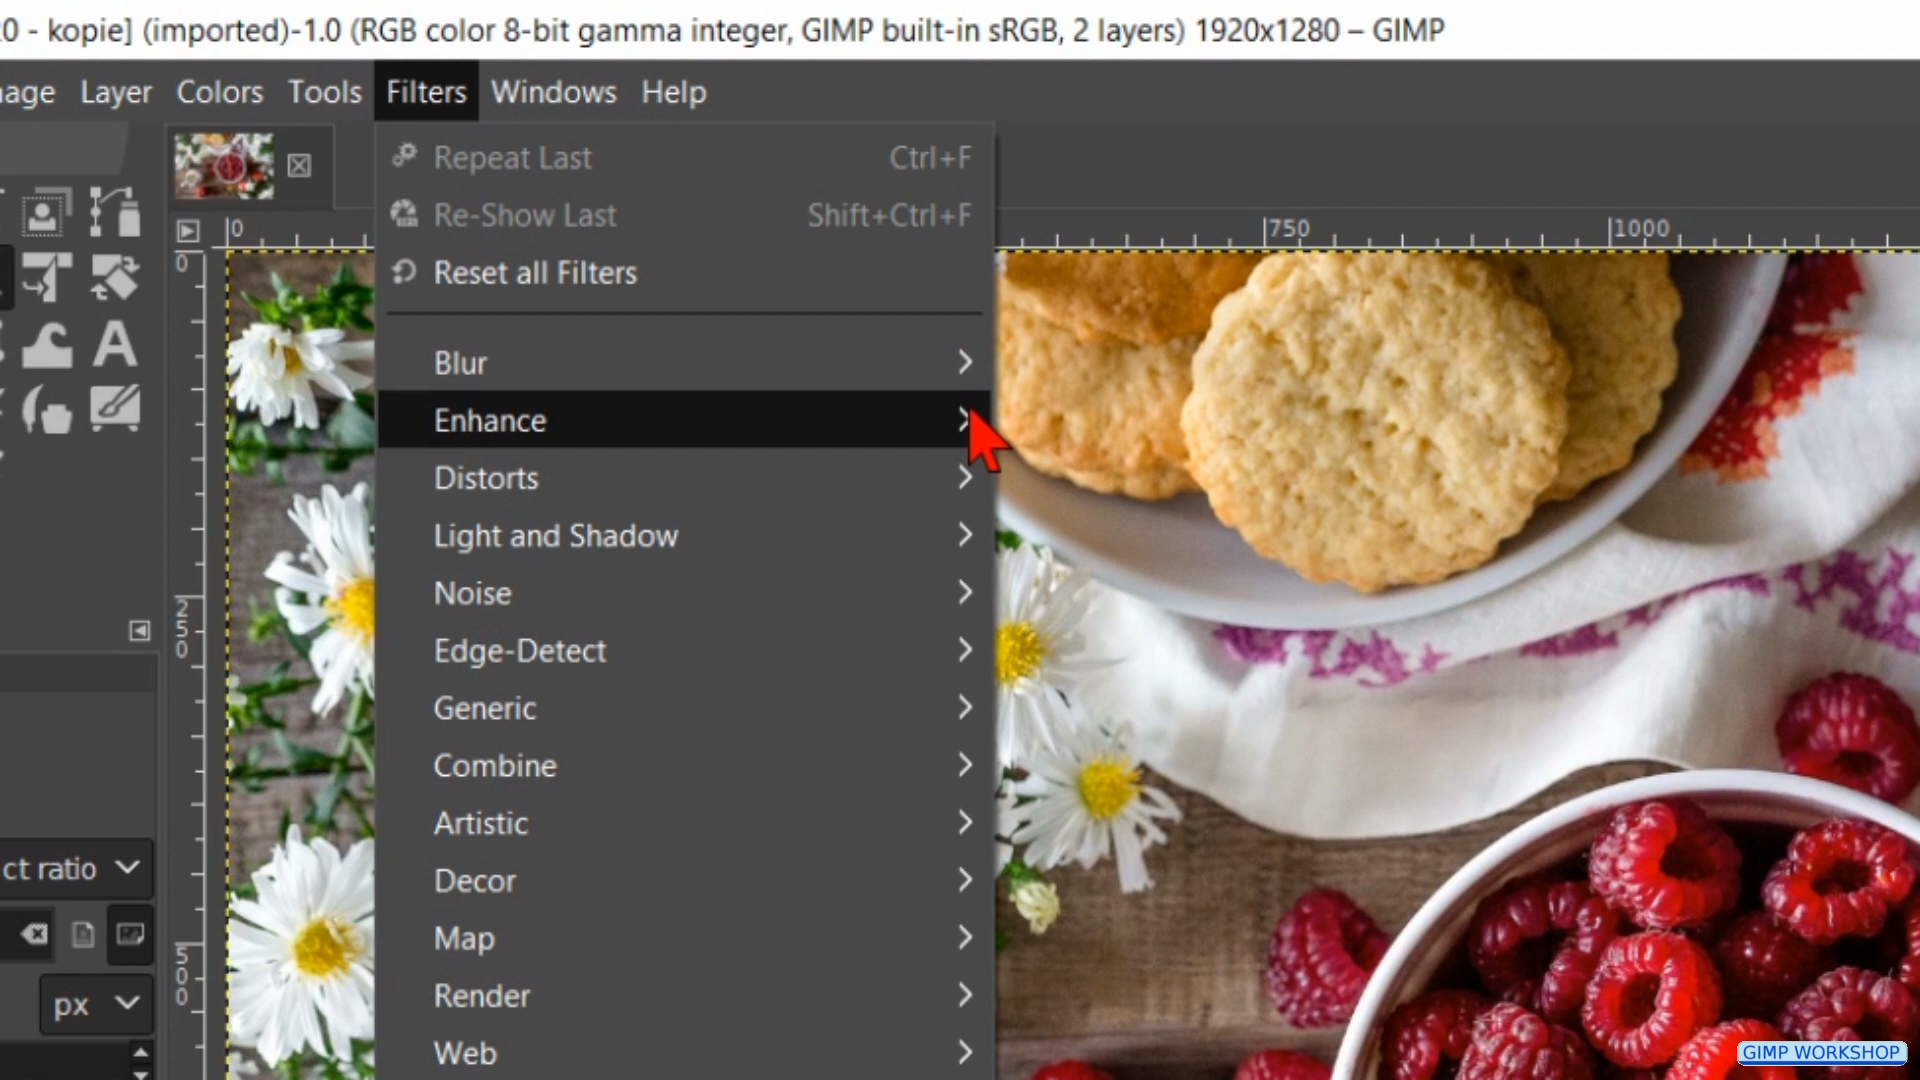 0 - kopie] (imported)-1.0 (RGB color 8-bit gamma integer, GIMP built-in sRGB, 2 layers) 1920x1280 – GIMP
age Layer Colors Tools Filters Windows Help
Repeat Last Ctrl+F
Re-Show Last Shift+Ctrl+F
0 750 1000
0
Reset all Filters
Blur
Enhance
Distorts
Light and Shadow
Noise
250
Edge-Detect
Generic
Combine
Artistic
ct ratio
Decor
Map
500
px
Render
Web
GIMP WORKSHOP